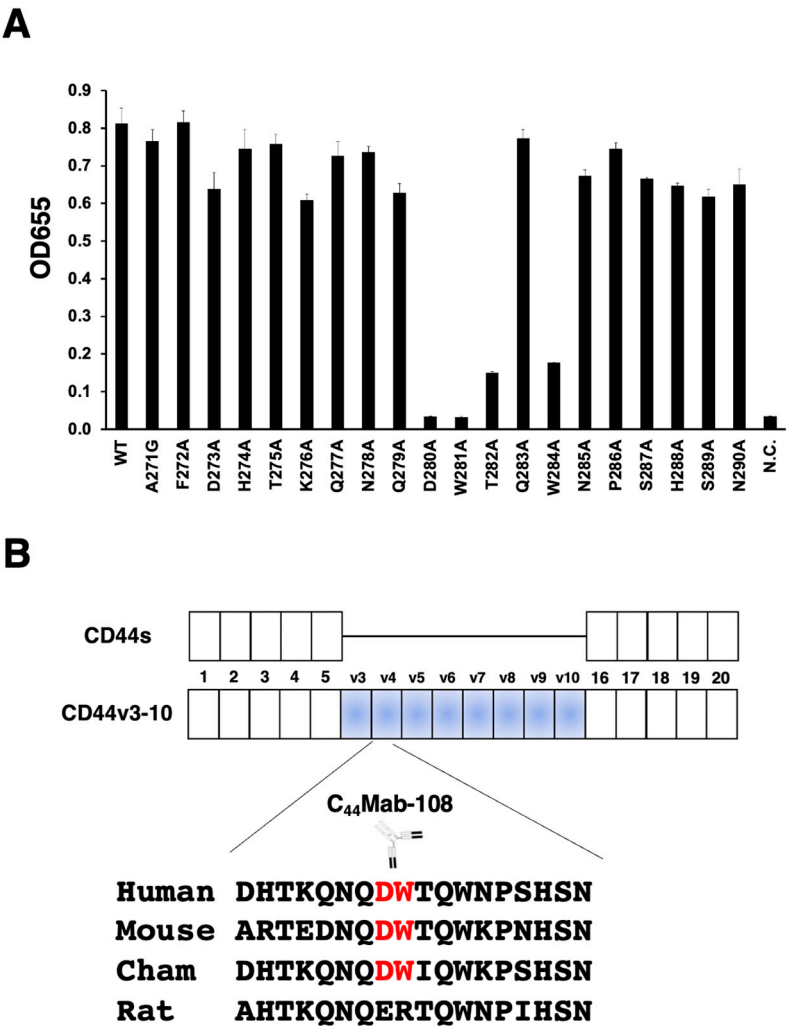 A
0.9
0.8
0.7
0.6
0.5
0.4
0.3
0.2
0.1
0.0
OD655
WT
A271G
F272A
D273A
H274A
T275A
K276A
Q277A
N278A
Q279A
D280A
W281A
T282A
Q283A
W284A
N285A
P286A
S287A
H288A
S289A
N290A
N.C.
B
CD44s
1 2 3 4 5 v3 v4 v5 v6 v7 v8 v9 v10 16 17 18 19 20
CD44v3-10
C44Mab-108
Human DHTKQNQDWTQWNPSHSN
Mouse ARTEDNQDWTQWKPNHSN
Cham DHTKQNQDWIQWKPSHSN
Rat AHTKQNQERTQWNPIHSN